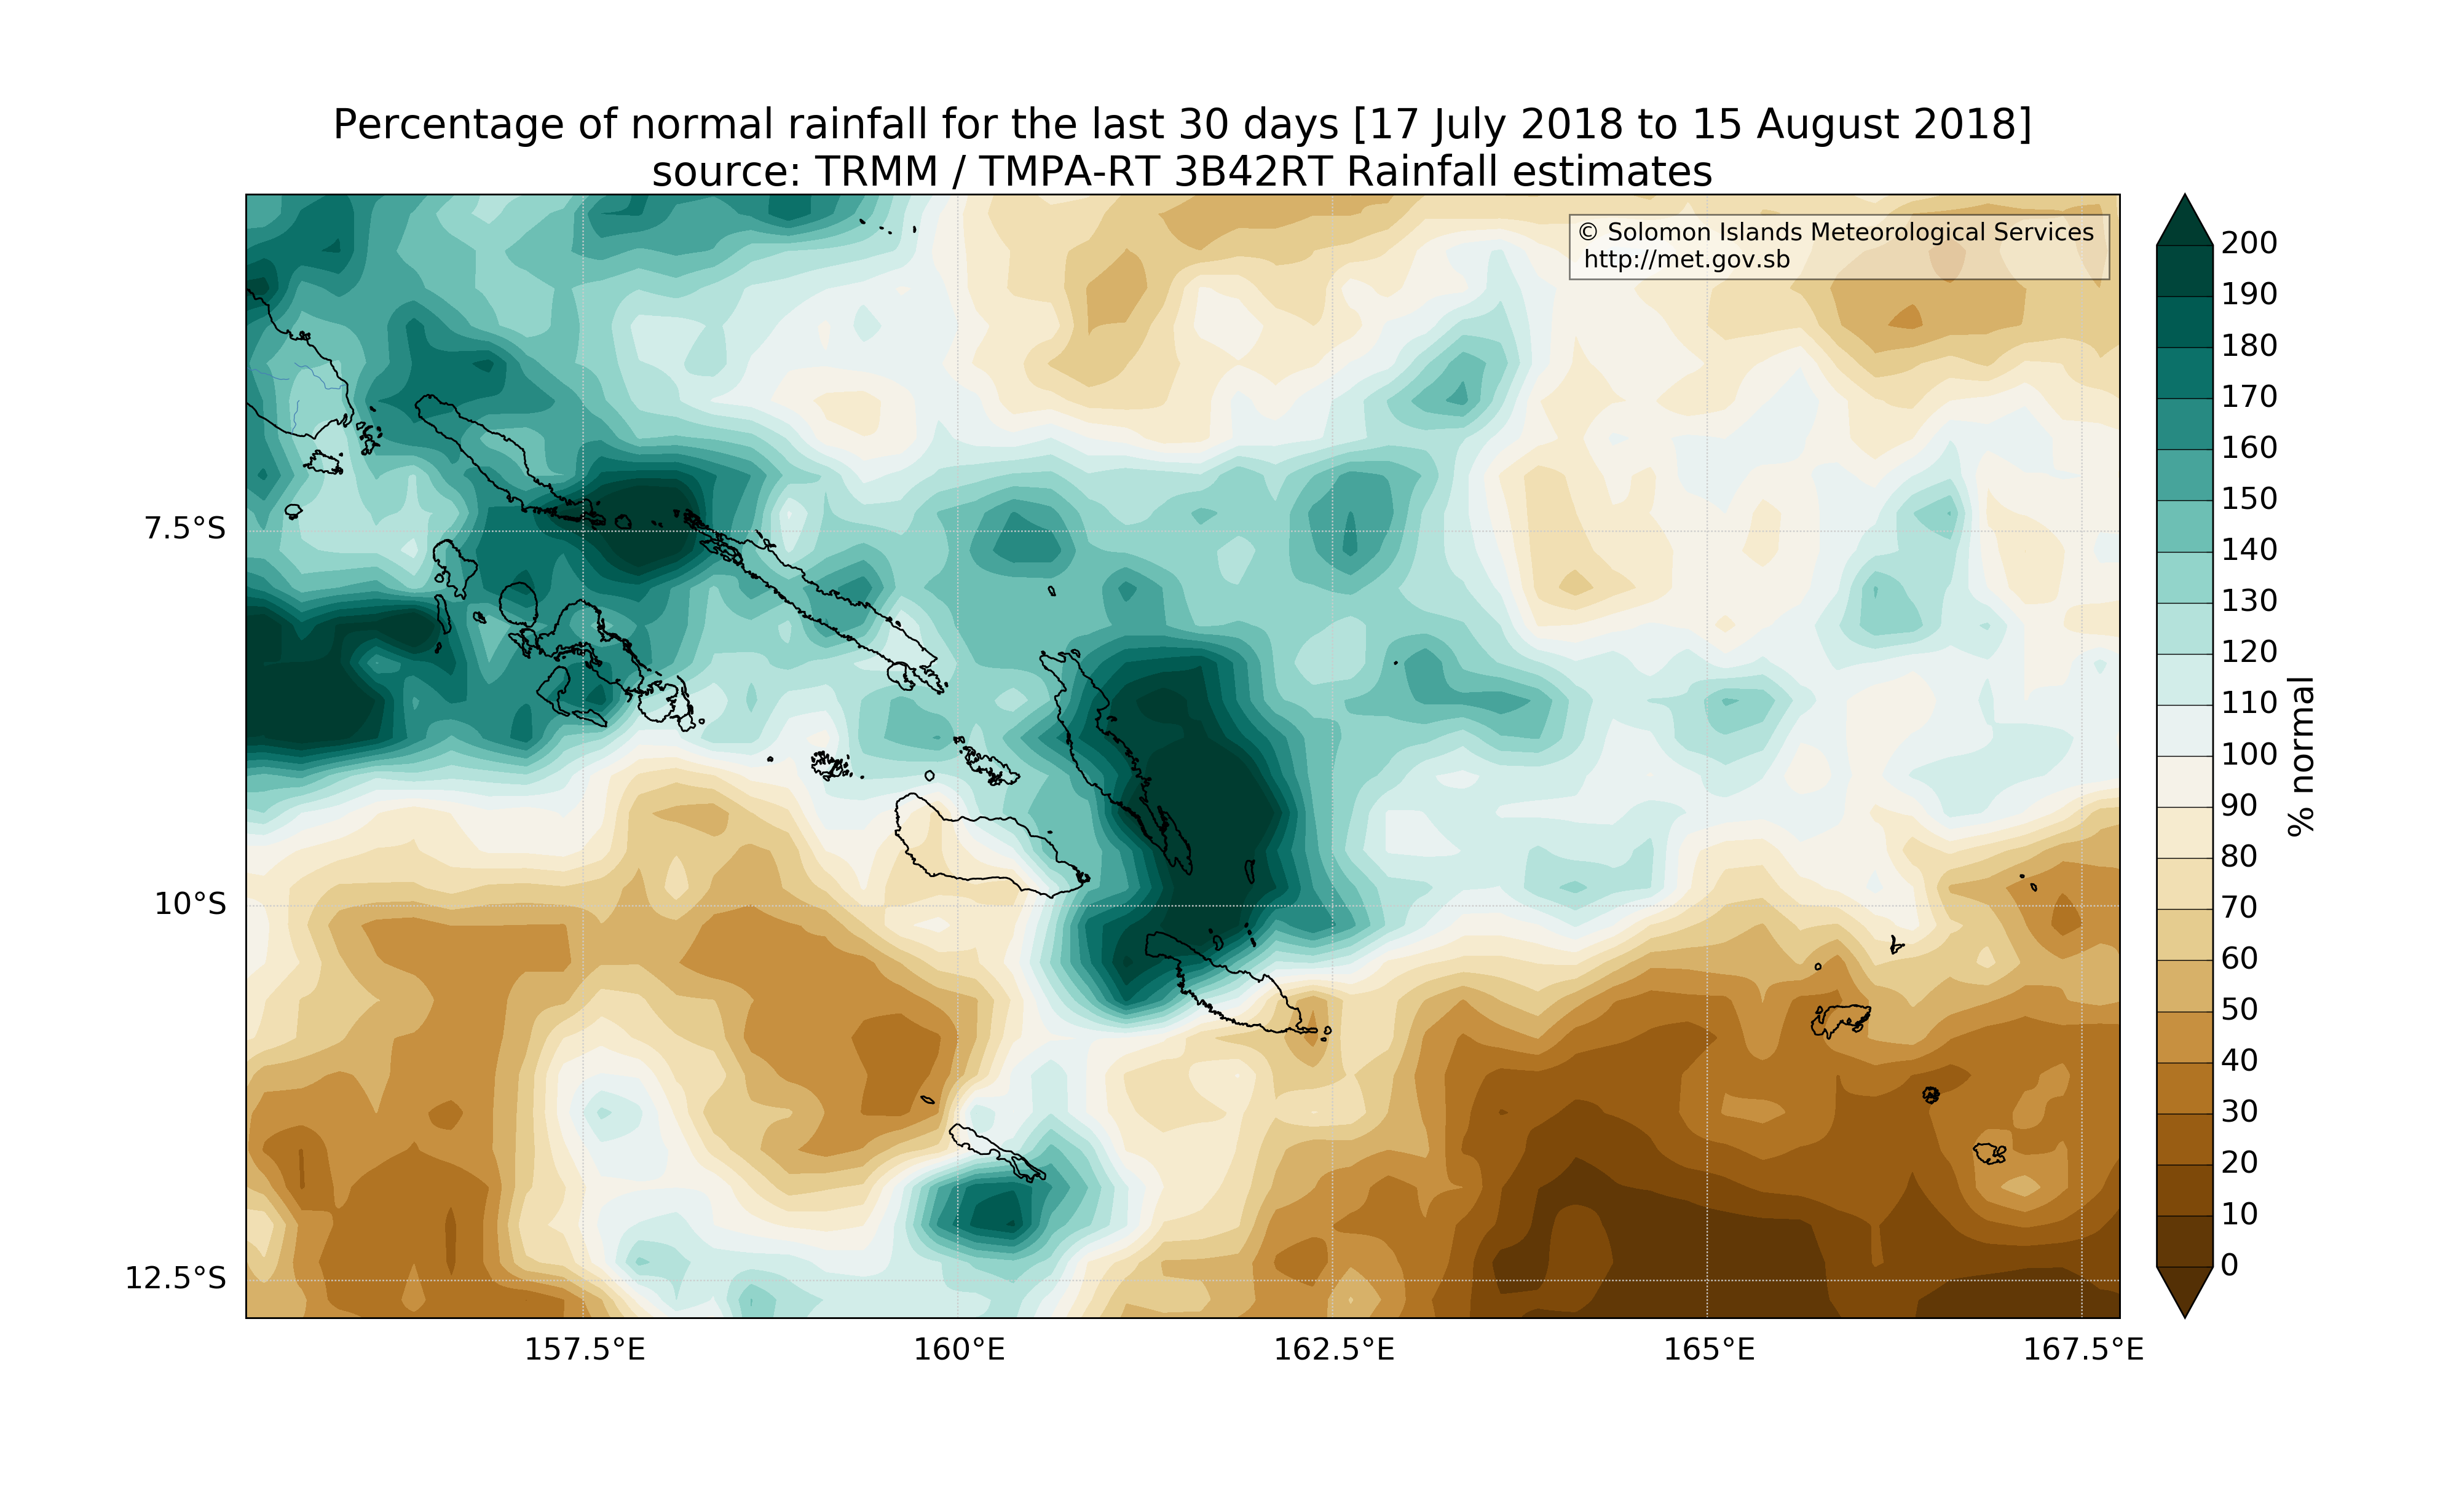 Percentage of normal rainfall for the last 30 days [17 July 2018 to 15 August 2018]
source: TRMM / TMPA-RT 3B42RT Rainfall estimates
© Solomon Islands Meteorological Services
http://met.gov.sb
7.5°S
10°S
12.5°S
157.5°E
160°E
162.5°E
165°E
167.5°E
200
190
180
170
160
150
140
130
120
110
100
90
80
70
60
50
40
30
20
10
0
% normal